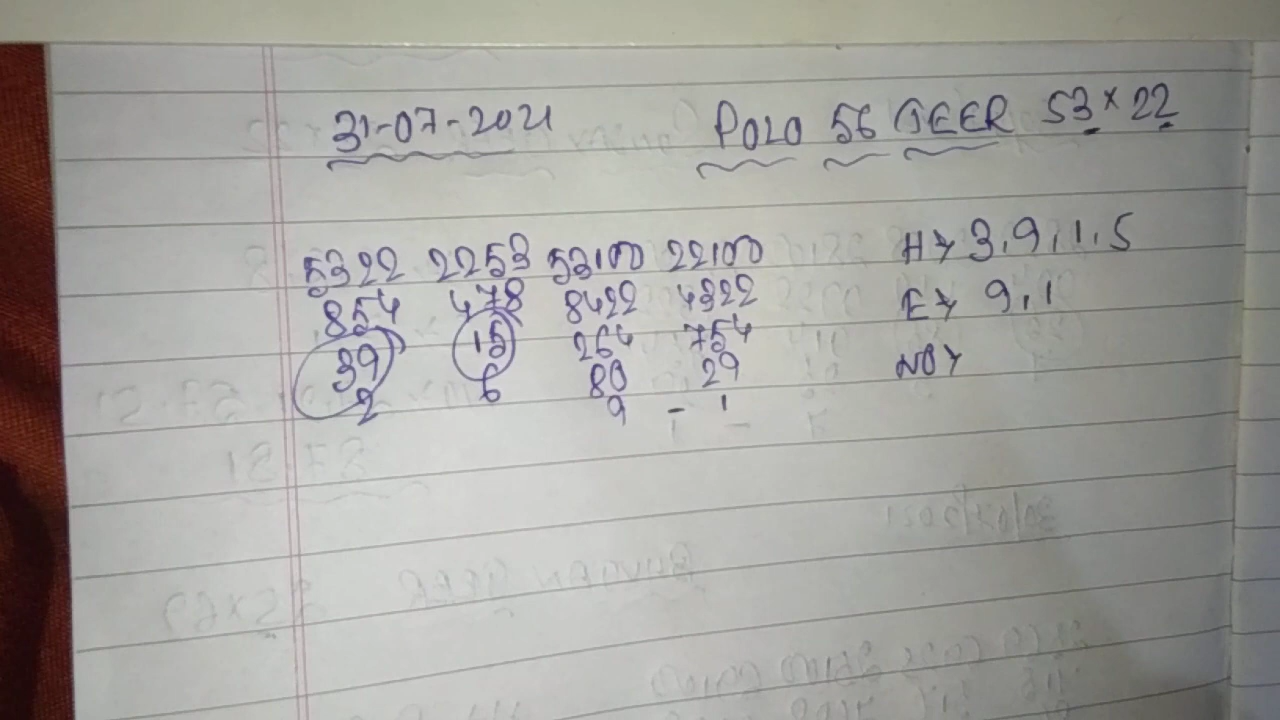 31-07-2021 POLO 56 TEER 53 x 22
5322 2253 53100 22100 H> 3,9,1,5
854 478 8422 4322 E> 9,1
39 15 264 754 NO>
2 6 80 29
9 - 1